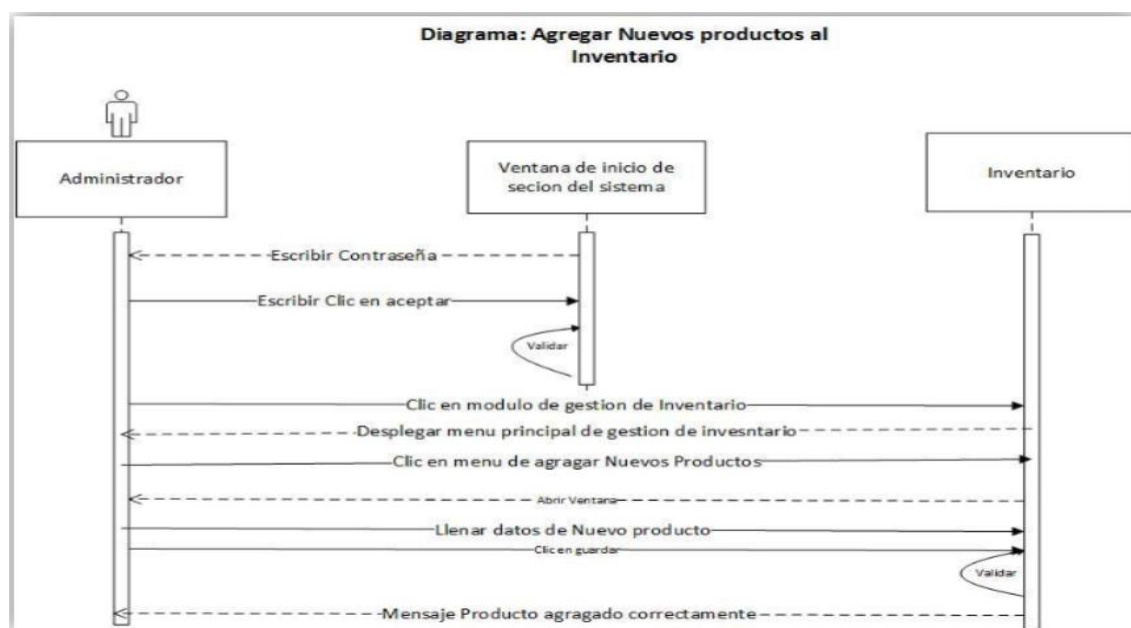 Diagrama: Agregar Nuevos productos al
Inventario
Administrador
Ventana de inicio de
secion del sistema
Inventario
Escribir Contraseña
Escribir Clic en aceptar
Validar
Clic en modulo de gestion de Inventario
Desplegar menu principal de gestion de invesntario
Clic en menu de agragar Nuevos Productos
Abrir Ventana
Llenar datos de Nuevo producto
Clic en guardar
Validar
Mensaje Producto agragado correctamente